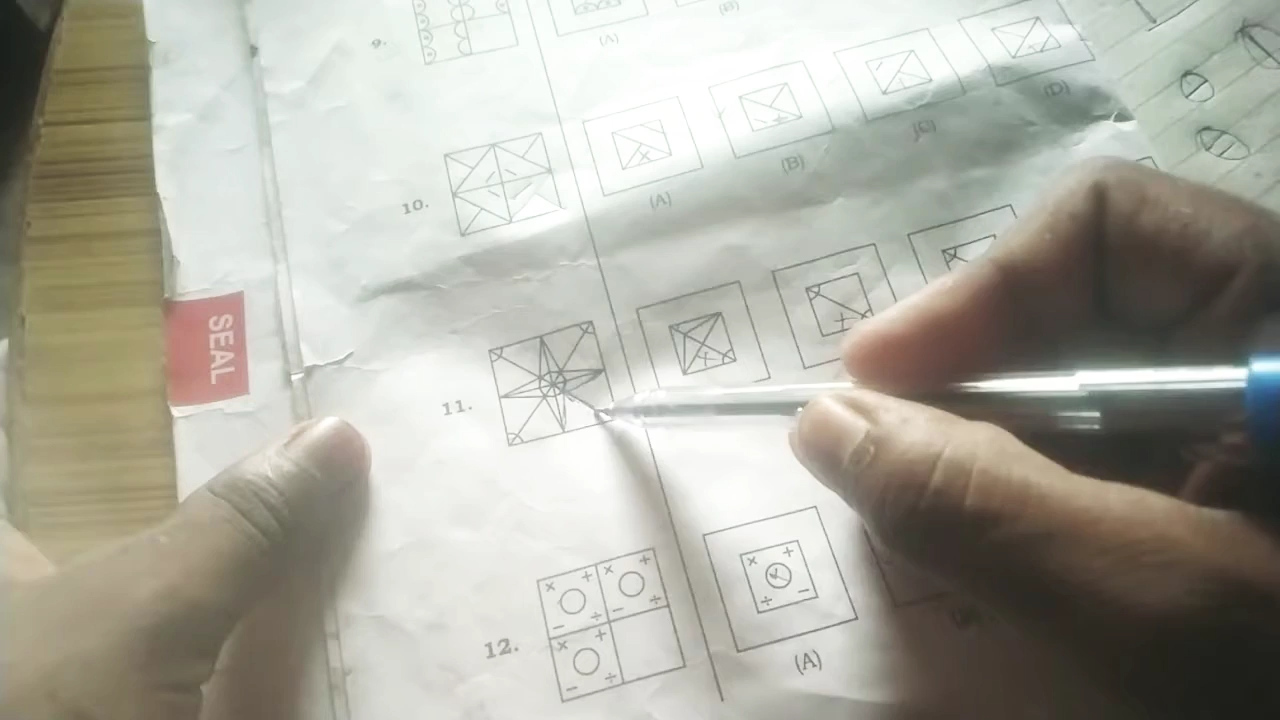 9.
(A)
(B)
10.
(A)
(B)
(C)
(D)
SEAL
11.
12.
× + × +
- ÷ - ÷
× +
- ÷
× +
÷ -
(A)